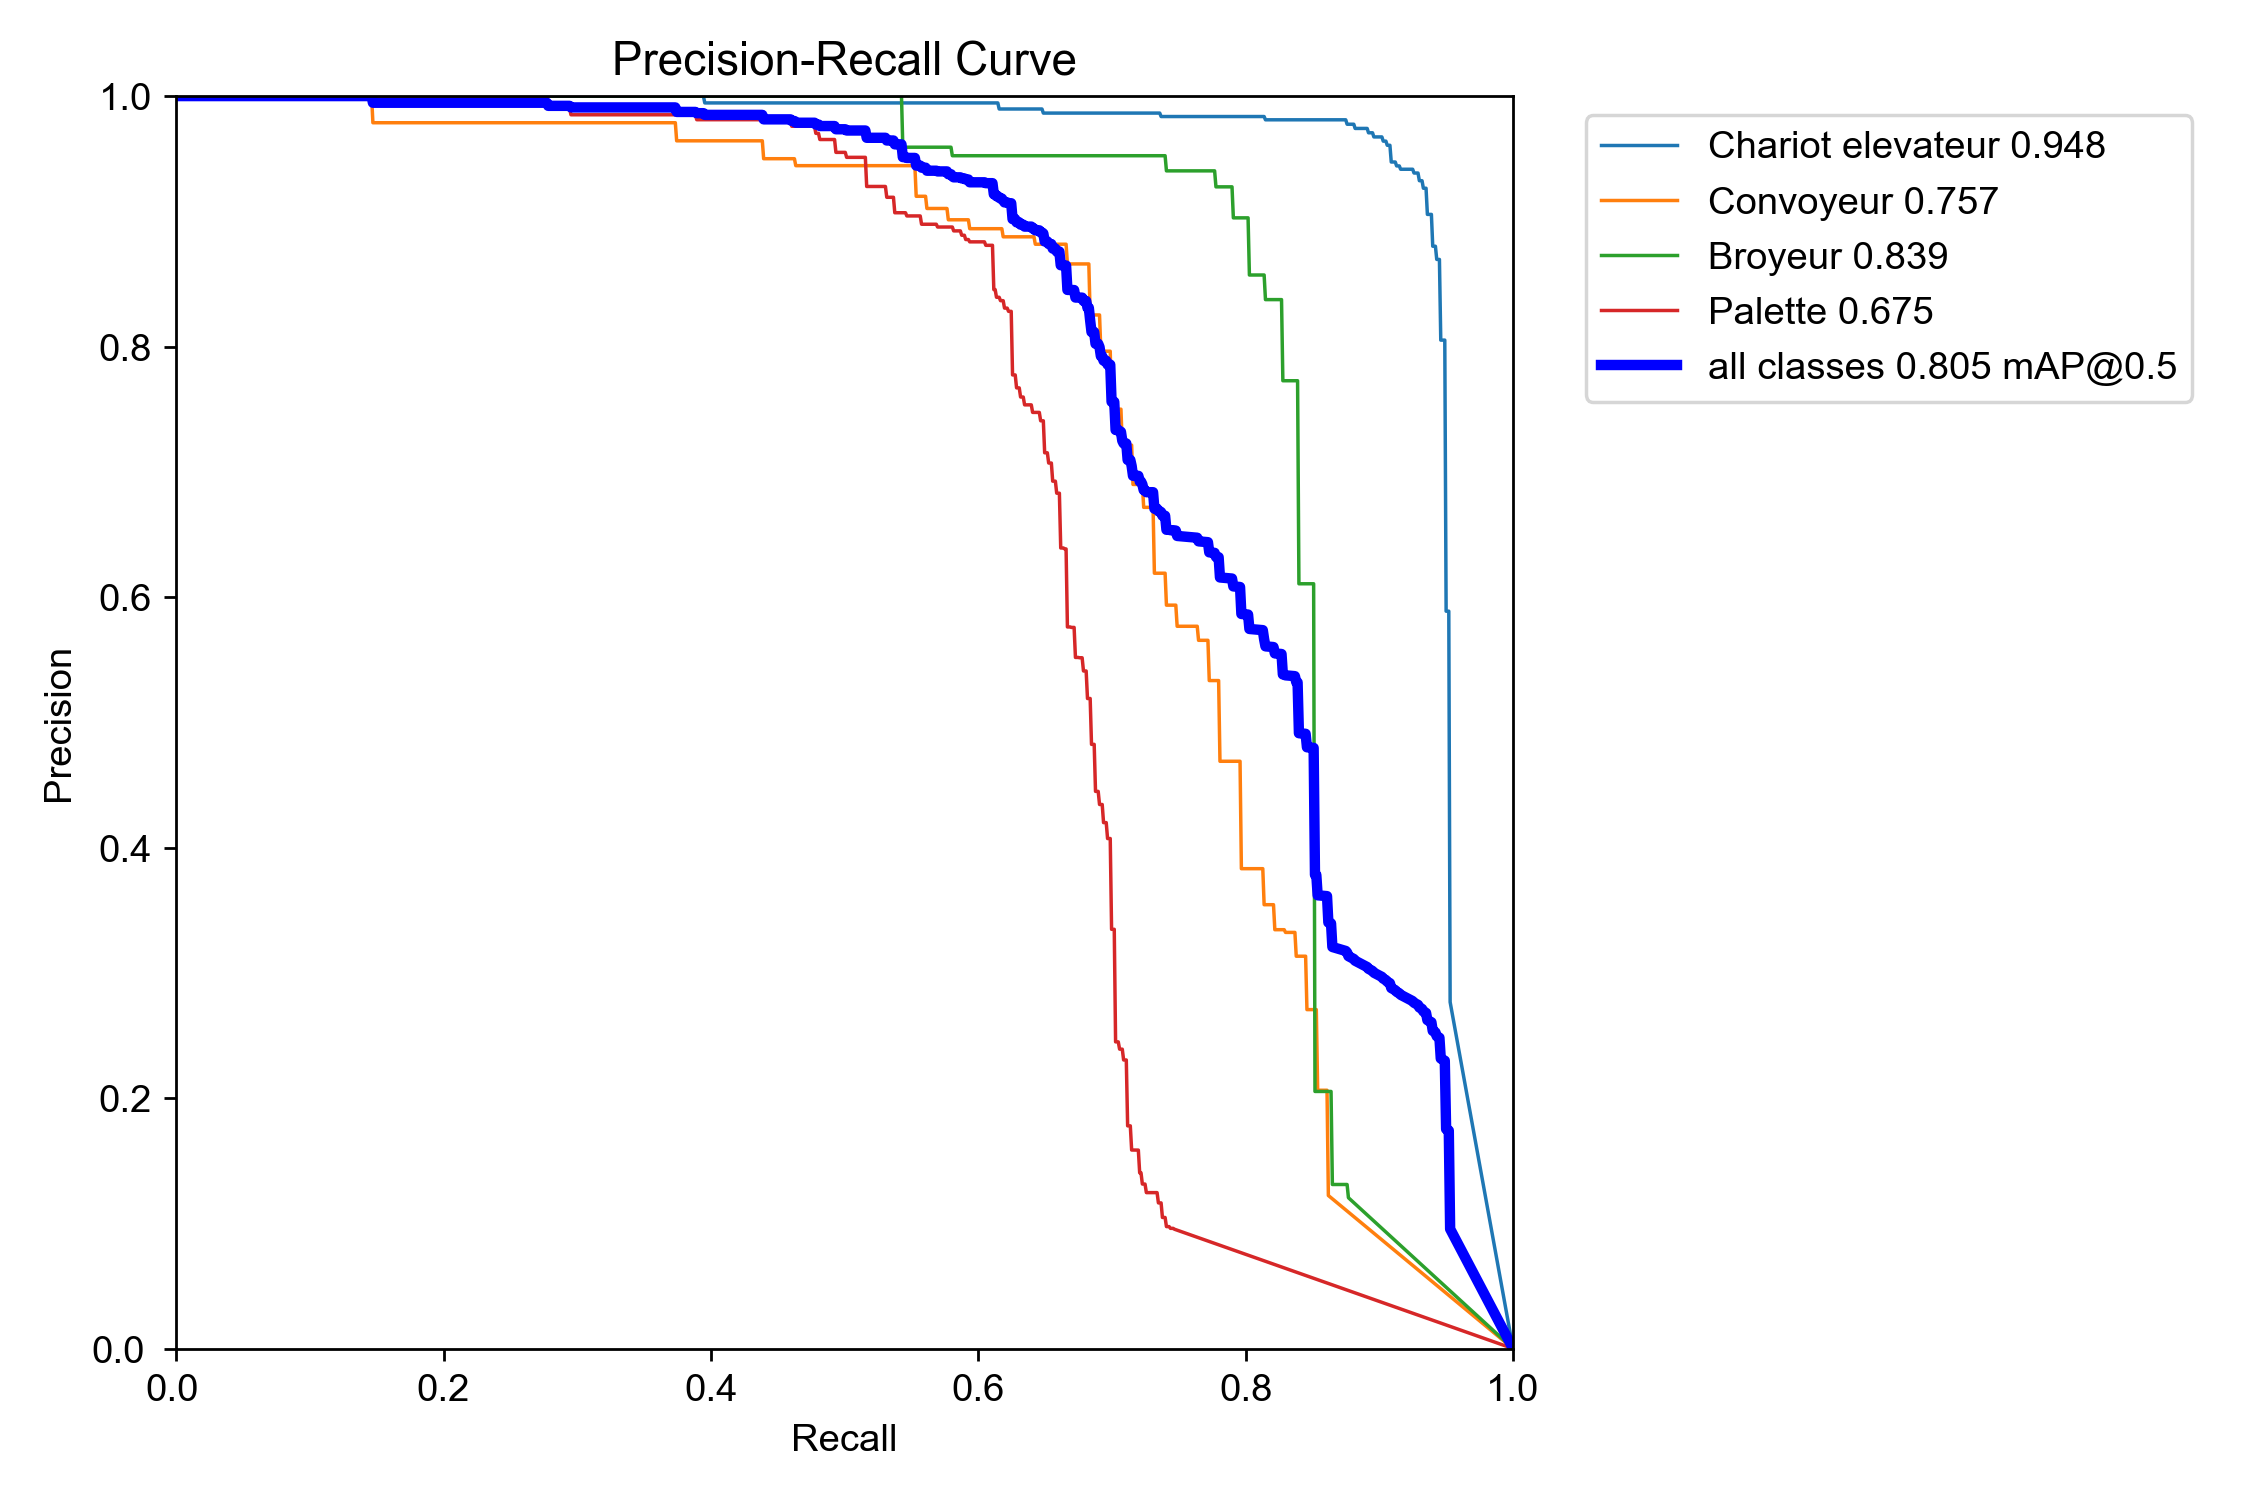 Precision-Recall Curve
1.0
0.8
0.6
0.4
0.2
0.0
Precision
0.0 0.2 0.4 0.6 0.8 1.0
Recall
Chariot elevateur 0.948
Convoyeur 0.757
Broyeur 0.839
Palette 0.675
all classes 0.805 mAP@0.5